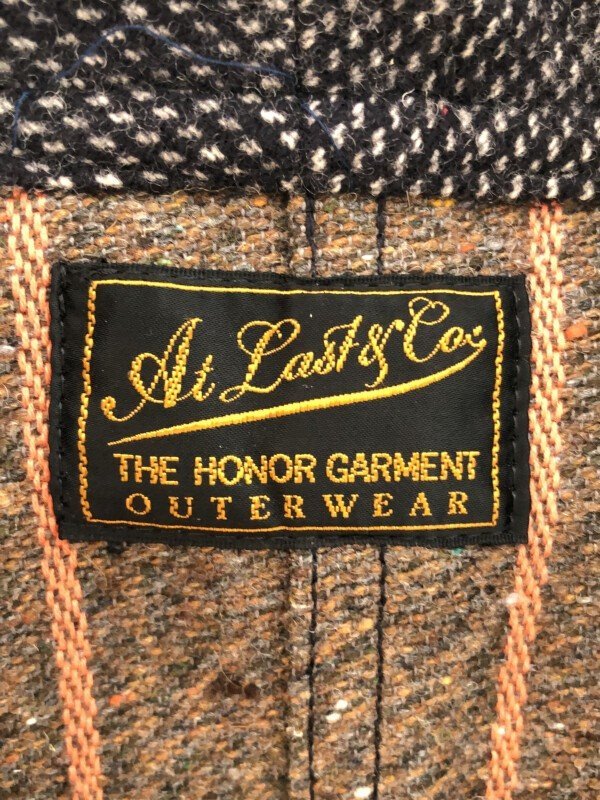 At Last & Co.
THE HONOR GARMENT
OUTERWEAR